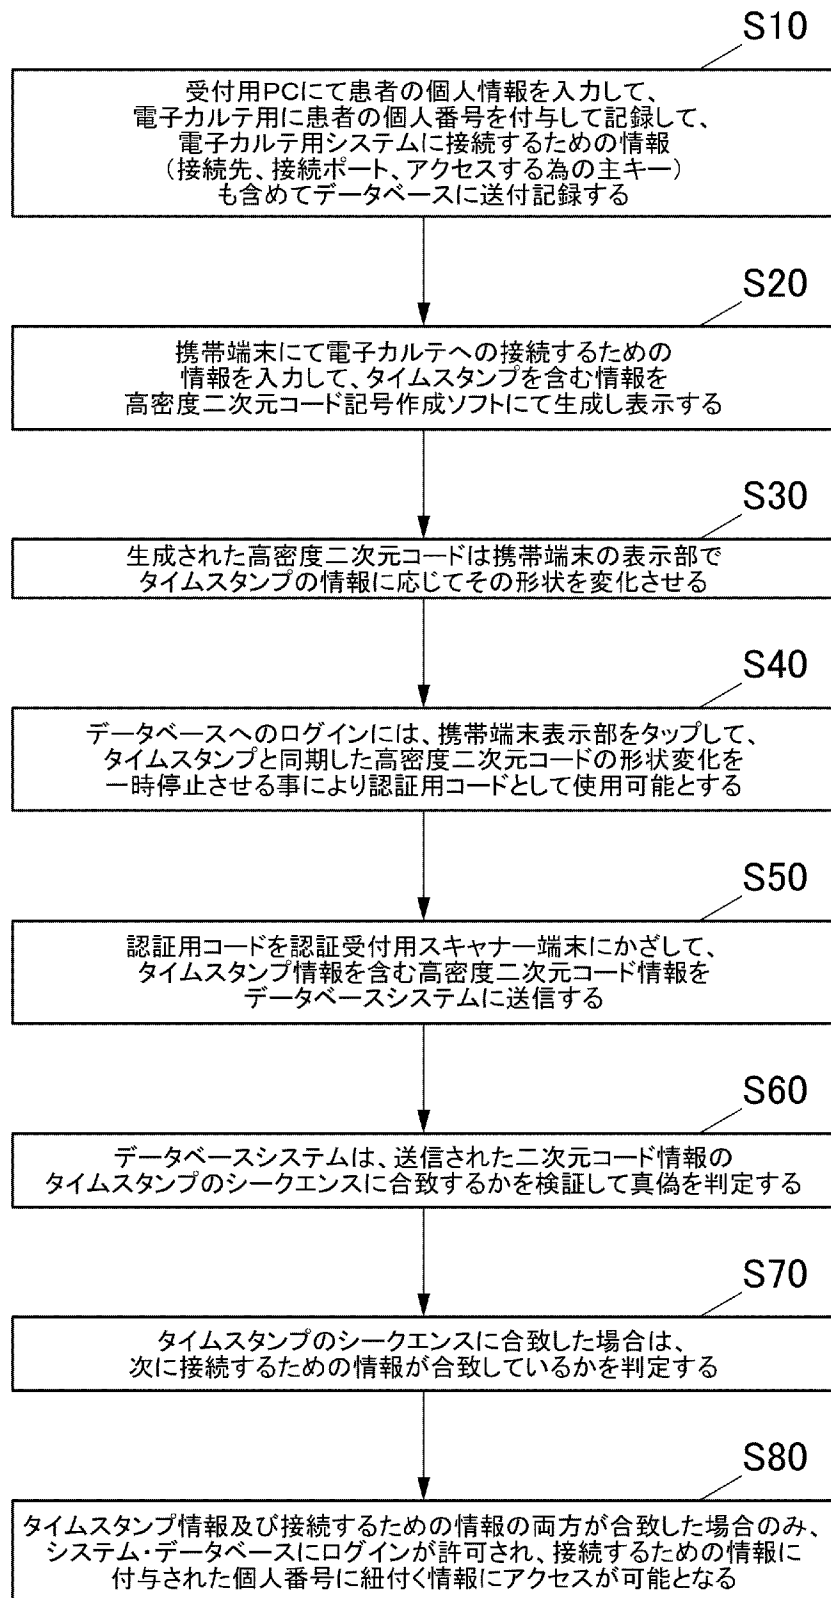 S10
受付用PCにて患者の個人情報を入力して、
電子カルテ用に患者の個人番号を付与して記録して、
電子カルテ用システムに接続するための情報
（接続先、接続ポート、アクセスする為の主キー）
も含めてデータベースに送付記録する
S20
携帯端末にて電子カルテへの接続するための
情報を入力して、タイムスタンプを含む情報を
高密度二次元コード記号作成ソフトにて生成し表示する
S30
生成された高密度二次元コードは携帯端末の表示部で
タイムスタンプの情報に応じてその形状を変化させる
S40
データベースへのログインには、携帯端末表示部をタップして、
タイムスタンプと同期した高密度二次元コードの形状変化を
一時停止させる事により認証用コードとして使用可能とする
S50
認証用コードを認証受付用スキャナー端末にかざして、
タイムスタンプ情報を含む高密度二次元コード情報を
データベースシステムに送信する
S60
データベースシステムは、送信された二次元コード情報の
タイムスタンプのシークエンスに合致するかを検証して真偽を判定する
S70
タイムスタンプのシークエンスに合致した場合は、
次に接続するための情報が合致しているかを判定する
S80
タイムスタンプ情報及び接続するための情報の両方が合致した場合のみ、
システム・データベースにログインが許可され、接続するための情報に
付与された個人番号に紐付く情報にアクセスが可能となる